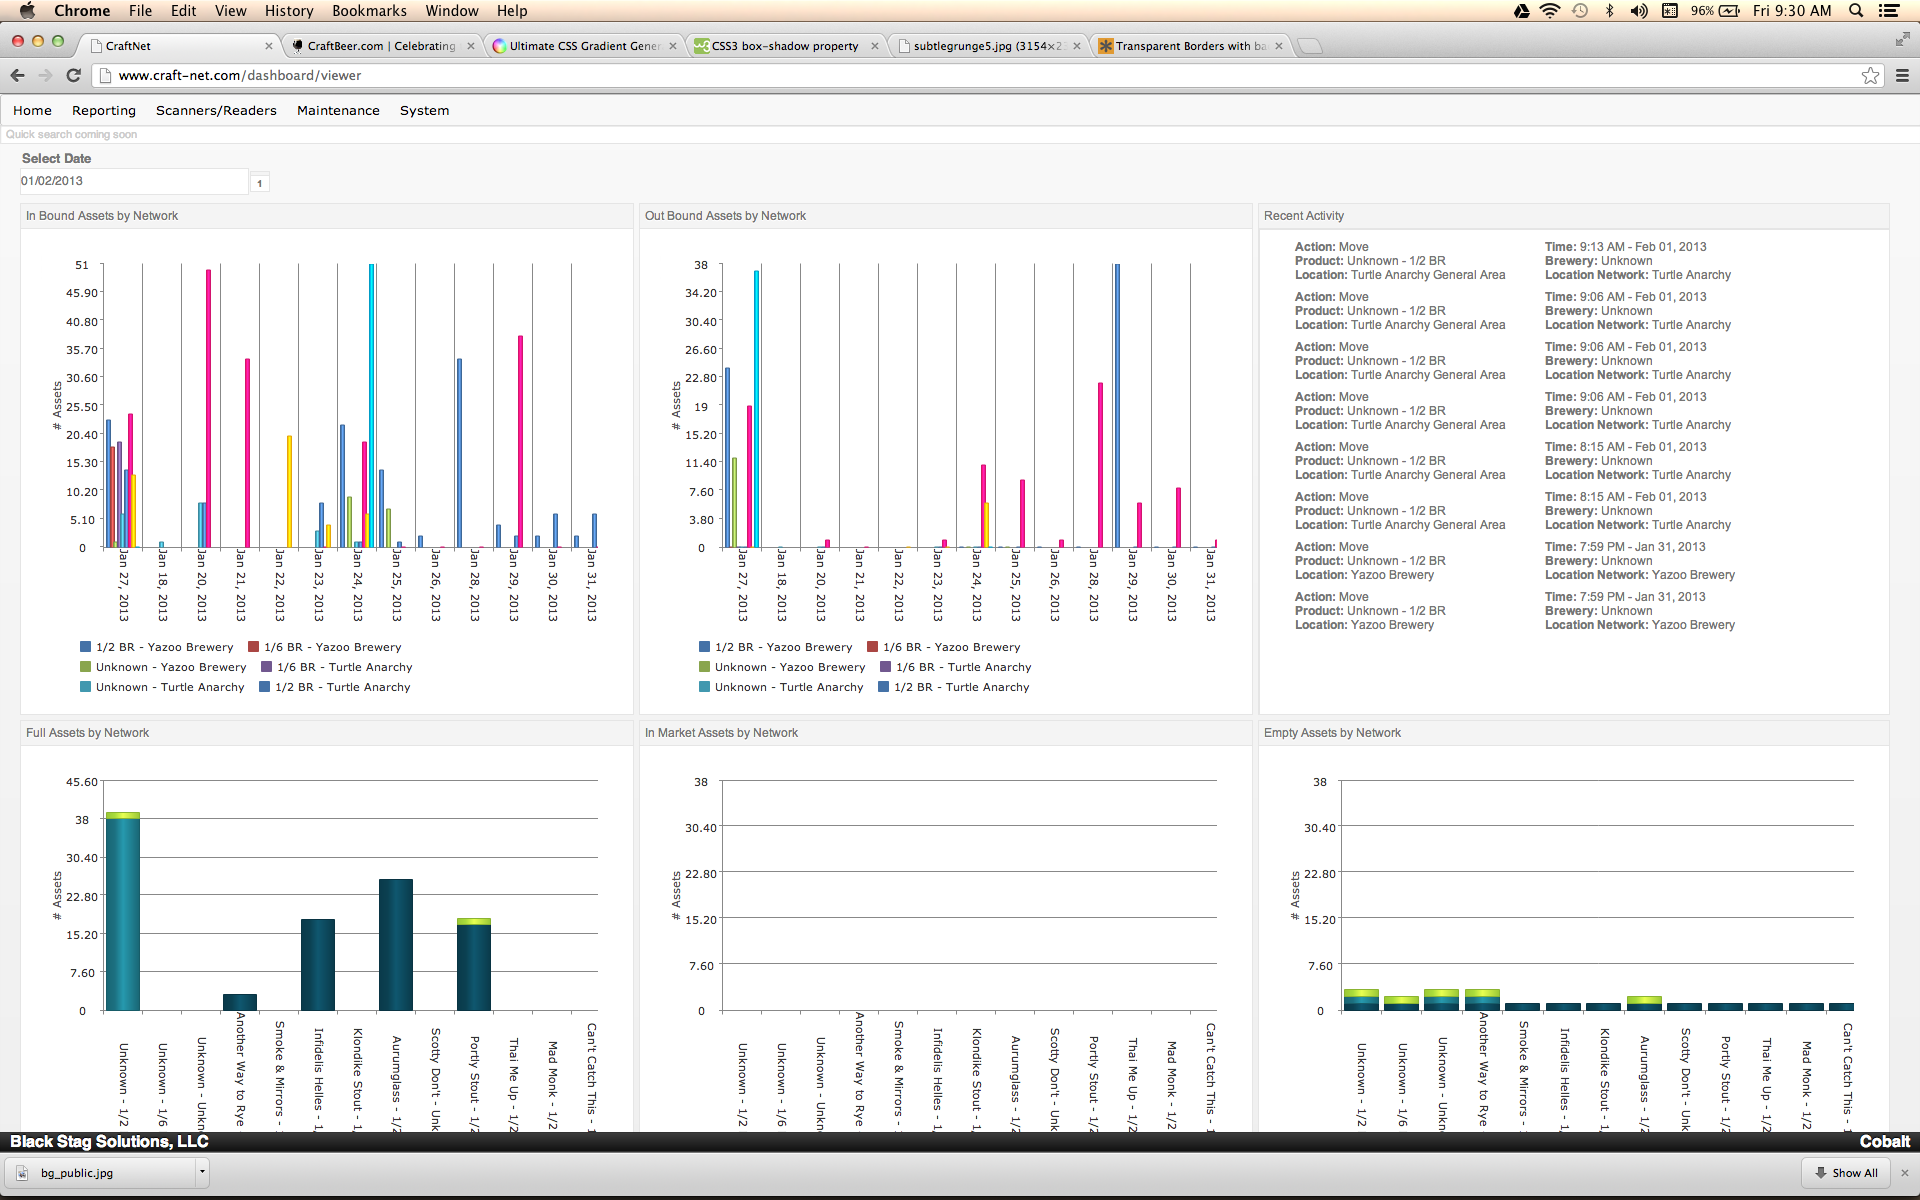 Chrome File Edit View History Bookmarks Window Help 96% Fri 9:30 AM
CraftNet CraftBeer.com | Celebrating Ultimate CSS Gradient Gener CSS3 box-shadow property subtlegrunge5.jpg (3154×2 Transparent Borders with ba
www.craft-net.com/dashboard/viewer
Home Reporting Scanners/Readers Maintenance System
Quick search coming soon
Select Date
01/02/2013 1
In Bound Assets by Network
51
45.90
40.80
35.70
30.60
25.50
20.40
15.30
10.20
5.10
0
# Assets
Jan 27, 2013
Jan 18, 2013
Jan 20, 2013
Jan 21, 2013
Jan 22, 2013
Jan 23, 2013
Jan 24, 2013
Jan 25, 2013
Jan 26, 2013
Jan 28, 2013
Jan 29, 2013
Jan 30, 2013
Jan 31, 2013
1/2 BR - Yazoo Brewery 1/6 BR - Yazoo Brewery
Unknown - Yazoo Brewery 1/6 BR - Turtle Anarchy
Unknown - Turtle Anarchy 1/2 BR - Turtle Anarchy
Out Bound Assets by Network
38
34.20
30.40
26.60
22.80
19
15.20
11.40
7.60
3.80
0
# Assets
Jan 27, 2013
Jan 18, 2013
Jan 20, 2013
Jan 21, 2013
Jan 22, 2013
Jan 23, 2013
Jan 24, 2013
Jan 25, 2013
Jan 26, 2013
Jan 28, 2013
Jan 29, 2013
Jan 30, 2013
Jan 31, 2013
1/2 BR - Yazoo Brewery 1/6 BR - Yazoo Brewery
Unknown - Yazoo Brewery 1/6 BR - Turtle Anarchy
Unknown - Turtle Anarchy 1/2 BR - Turtle Anarchy
Recent Activity
Action: Move Time: 9:13 AM - Feb 01, 2013
Product: Unknown - 1/2 BR Brewery: Unknown
Location: Turtle Anarchy General Area Location Network: Turtle Anarchy
Action: Move Time: 9:06 AM - Feb 01, 2013
Product: Unknown - 1/2 BR Brewery: Unknown
Location: Turtle Anarchy General Area Location Network: Turtle Anarchy
Action: Move Time: 9:06 AM - Feb 01, 2013
Product: Unknown - 1/2 BR Brewery: Unknown
Location: Turtle Anarchy General Area Location Network: Turtle Anarchy
Action: Move Time: 9:06 AM - Feb 01, 2013
Product: Unknown - 1/2 BR Brewery: Unknown
Location: Turtle Anarchy General Area Location Network: Turtle Anarchy
Action: Move Time: 8:15 AM - Feb 01, 2013
Product: Unknown - 1/2 BR Brewery: Unknown
Location: Turtle Anarchy General Area Location Network: Turtle Anarchy
Action: Move Time: 8:15 AM - Feb 01, 2013
Product: Unknown - 1/2 BR Brewery: Unknown
Location: Turtle Anarchy General Area Location Network: Turtle Anarchy
Action: Move Time: 7:59 PM - Jan 31, 2013
Product: Unknown - 1/2 BR Brewery: Unknown
Location: Yazoo Brewery Location Network: Yazoo Brewery
Action: Move Time: 7:59 PM - Jan 31, 2013
Product: Unknown - 1/2 BR Brewery: Unknown
Location: Yazoo Brewery Location Network: Yazoo Brewery
Full Assets by Network
45.60
38
30.40
22.80
15.20
7.60
0
# Assets
Unknown - 1/2
Unknown - 1/6
Unknown - Unkn
Another Way to Rye
Smoke & Mirrors -
Infidelis Helles - 1,
Klondike Stout - 1,
Aurumglass - 1/2
Scotty Don't - Unk
Portly Stout - 1/2
Thai Me Up - 1/2
Mad Monk - 1/2
Can't Catch This - 1
In Market Assets by Network
38
30.40
22.80
15.20
7.60
0
# Assets
Unknown - 1/2
Unknown - 1/6
Unknown - Unkn
Another Way to Rye
Smoke & Mirrors -
Infidelis Helles - 1,
Klondike Stout - 1,
Aurumglass - 1/2
Scotty Don't - Unk
Portly Stout - 1/2
Thai Me Up - 1/2
Mad Monk - 1/2
Can't Catch This - 1
Empty Assets by Network
38
30.40
22.80
15.20
7.60
0
# Assets
Unknown - 1/2
Unknown - 1/6
Unknown - Unkn
Another Way to Rye
Smoke & Mirrors -
Infidelis Helles - 1,
Klondike Stout - 1,
Aurumglass - 1/2
Scotty Don't - Unk
Portly Stout - 1/2
Thai Me Up - 1/2
Mad Monk - 1/2
Can't Catch This - 1
Black Stag Solutions, LLC Cobalt
bg_public.jpg Show All